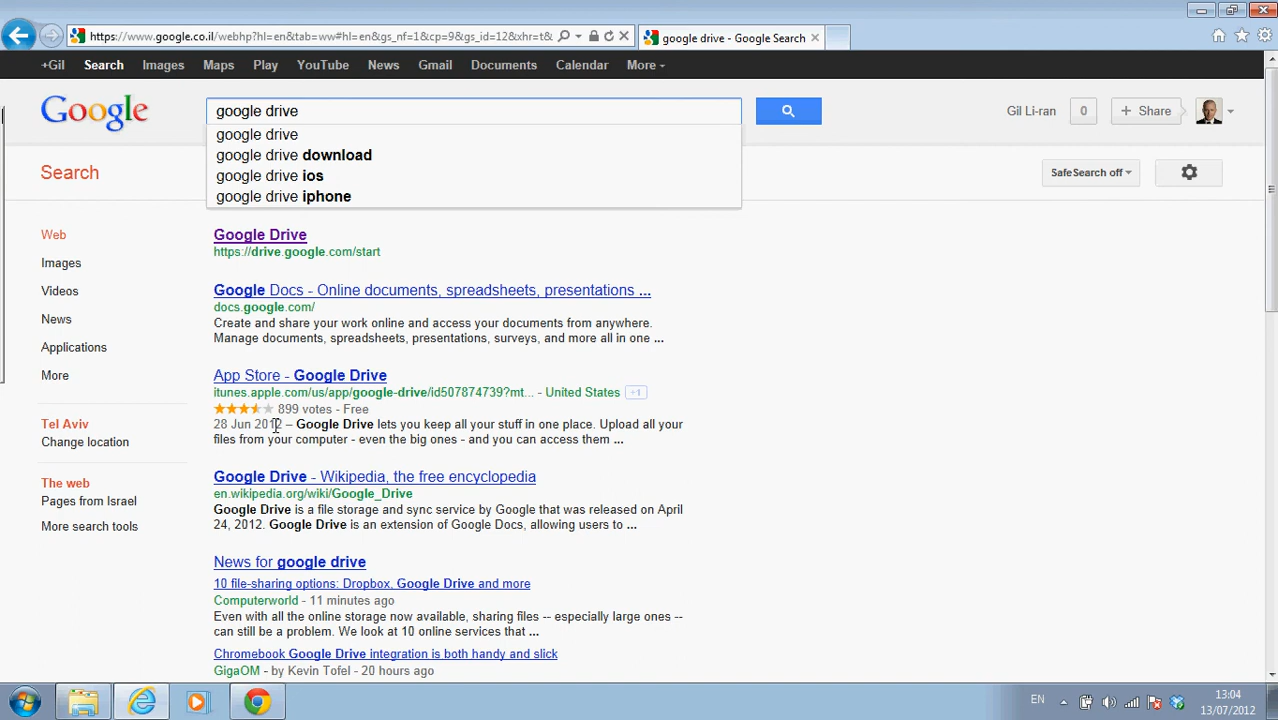 https://www.google.co.il/webhp?hl=en&tab=ww#hl=en&gs_nf=1&cp=9&gs_id=12&xhr=t&
google drive - Google Search
+Gil Search Images Maps Play YouTube News Gmail Documents Calendar More
Google
google drive
Gil Li-ran 0 + Share
google drive
google drive download
google drive ios
google drive iphone
Search
SafeSearch off
Web
Images
Videos
News
Applications
More
Tel Aviv
Change location
The web
Pages from Israel
More search tools
Google Drive
https://drive.google.com/start
Google Docs - Online documents, spreadsheets, presentations ...
docs.google.com/
Create and share your work online and access your documents from anywhere.
Manage documents, spreadsheets, presentations, surveys, and more all in one ...
App Store - Google Drive
itunes.apple.com/us/app/google-drive/id507874739?mt... - United States +1
899 votes - Free
28 Jun 2012 – Google Drive lets you keep all your stuff in one place. Upload all your
files from your computer - even the big ones - and you can access them ...
Google Drive - Wikipedia, the free encyclopedia
en.wikipedia.org/wiki/Google_Drive
Google Drive is a file storage and sync service by Google that was released on April
24, 2012. Google Drive is an extension of Google Docs, allowing users to ...
News for google drive
10 file-sharing options: Dropbox, Google Drive and more
Computerworld - 11 minutes ago
Even with all the online storage now available, sharing files -- especially large ones --
can still be a problem. We look at 10 online services that ...
Chromebook Google Drive integration is both handy and slick
GigaOM - by Kevin Tofel - 20 hours ago
EN
13:04
13/07/2012